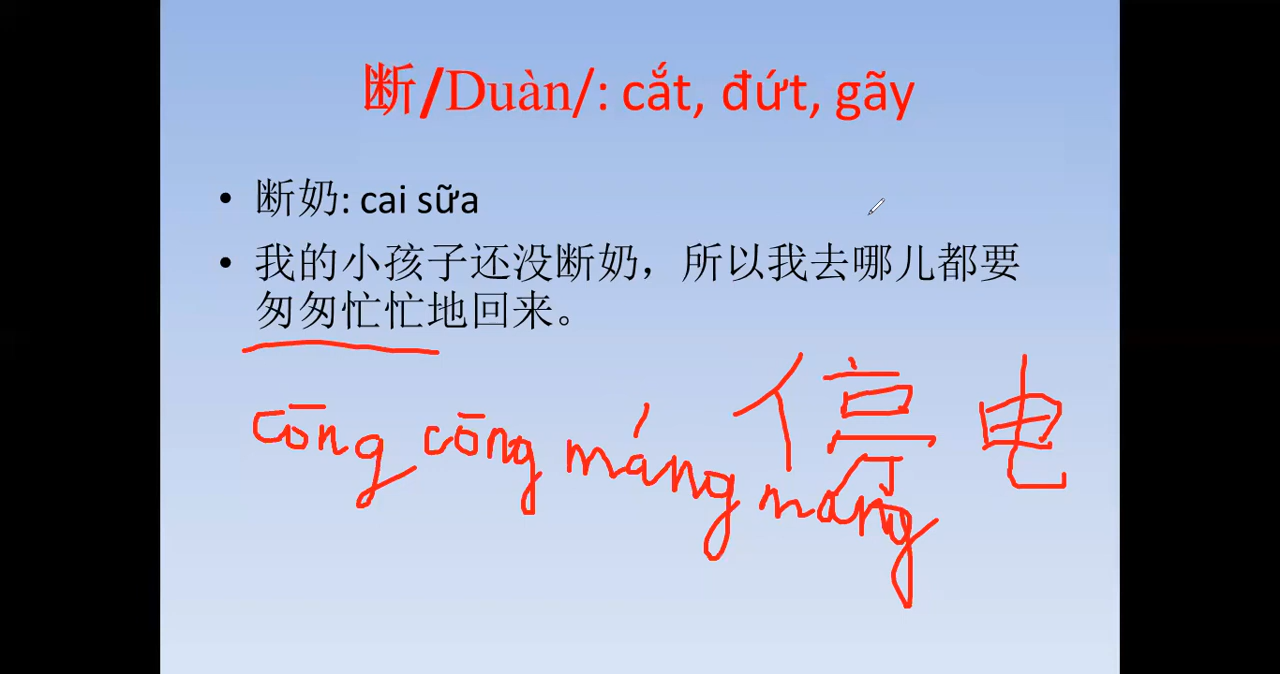 断/Duàn/: cắt, đứt, gãy
• 断奶: cai sữa
• 我的小孩子还没断奶，所以我去哪儿都要
匆匆忙忙地回来。
cōng cōng máng mang
停电